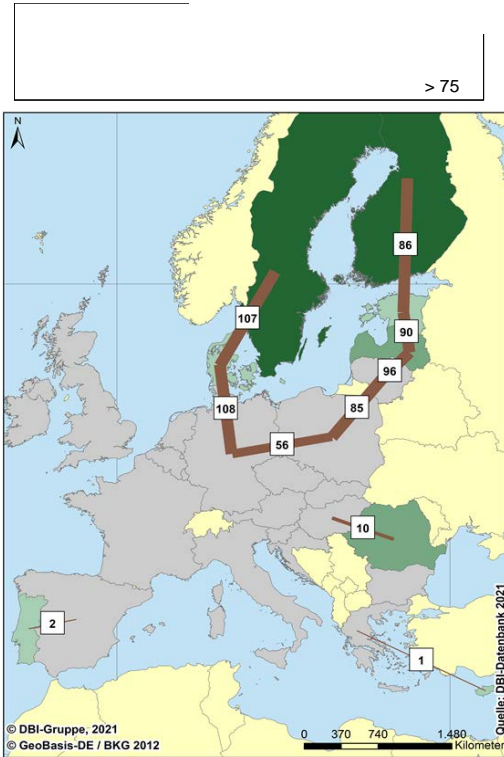 > 75
N
86
107
90
96
85
108
56
10
2
1
Quelle: DBI-Datenbank 2021
© DBI-Gruppe, 2021
© GeoBasis-DE / BKG 2012
0 370 740 1.480
Kilometer